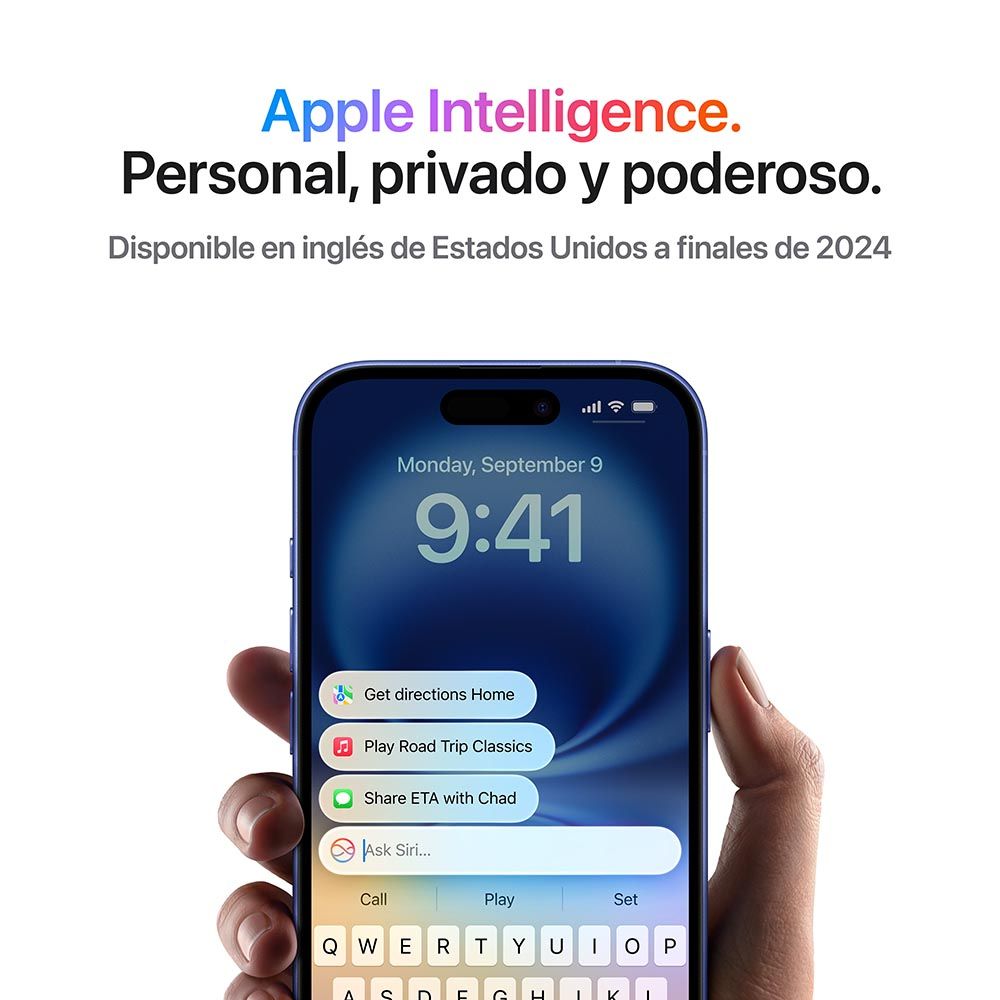 Apple Intelligence.
Personal, privado y poderoso.
Disponible en inglés de Estados Unidos a finales de 2024
Monday, September 9
9:41
Get directions Home
Play Road Trip Classics
Share ETA with Chad
Ask Siri...
Call Play Set
Q W E R T Y U I O P
A S D F G H J K L